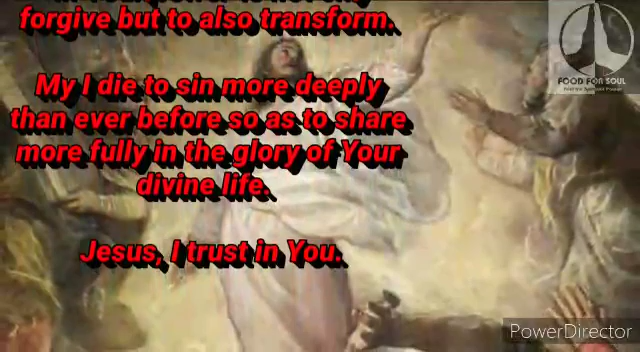 forgive but to also transform.
My I die to sin more deeply
than ever before so as to share
more fully in the glory of Your
divine life.
Jesus, I trust in You.
FOOD FOR SOUL
PowerDirector